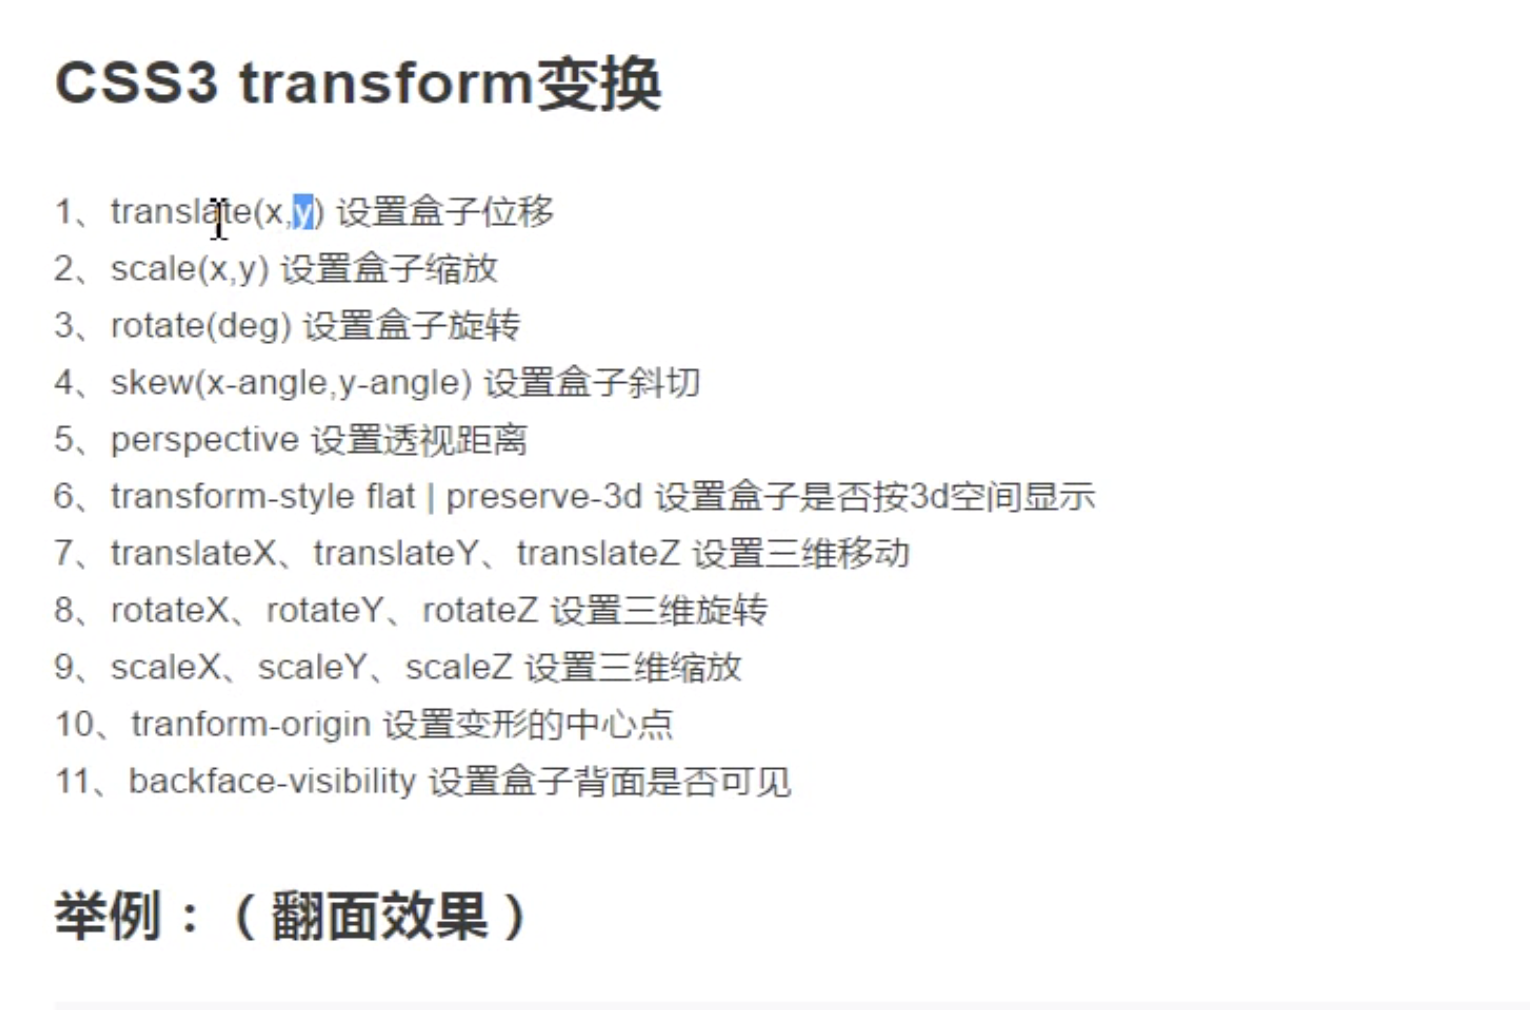 CSS3 transform变换
1、translate(x,y) 设置盒子位移
2、scale(x,y) 设置盒子缩放
3、rotate(deg) 设置盒子旋转
4、skew(x-angle,y-angle) 设置盒子斜切
5、perspective 设置透视距离
6、transform-style flat | preserve-3d 设置盒子是否按3d空间显示
7、translateX、translateY、translateZ 设置三维移动
8、rotateX、rotateY、rotateZ 设置三维旋转
9、scaleX、scaleY、scaleZ 设置三维缩放
10、tranform-origin 设置变形的中心点
11、backface-visibility 设置盒子背面是否可见
举例：（翻面效果）